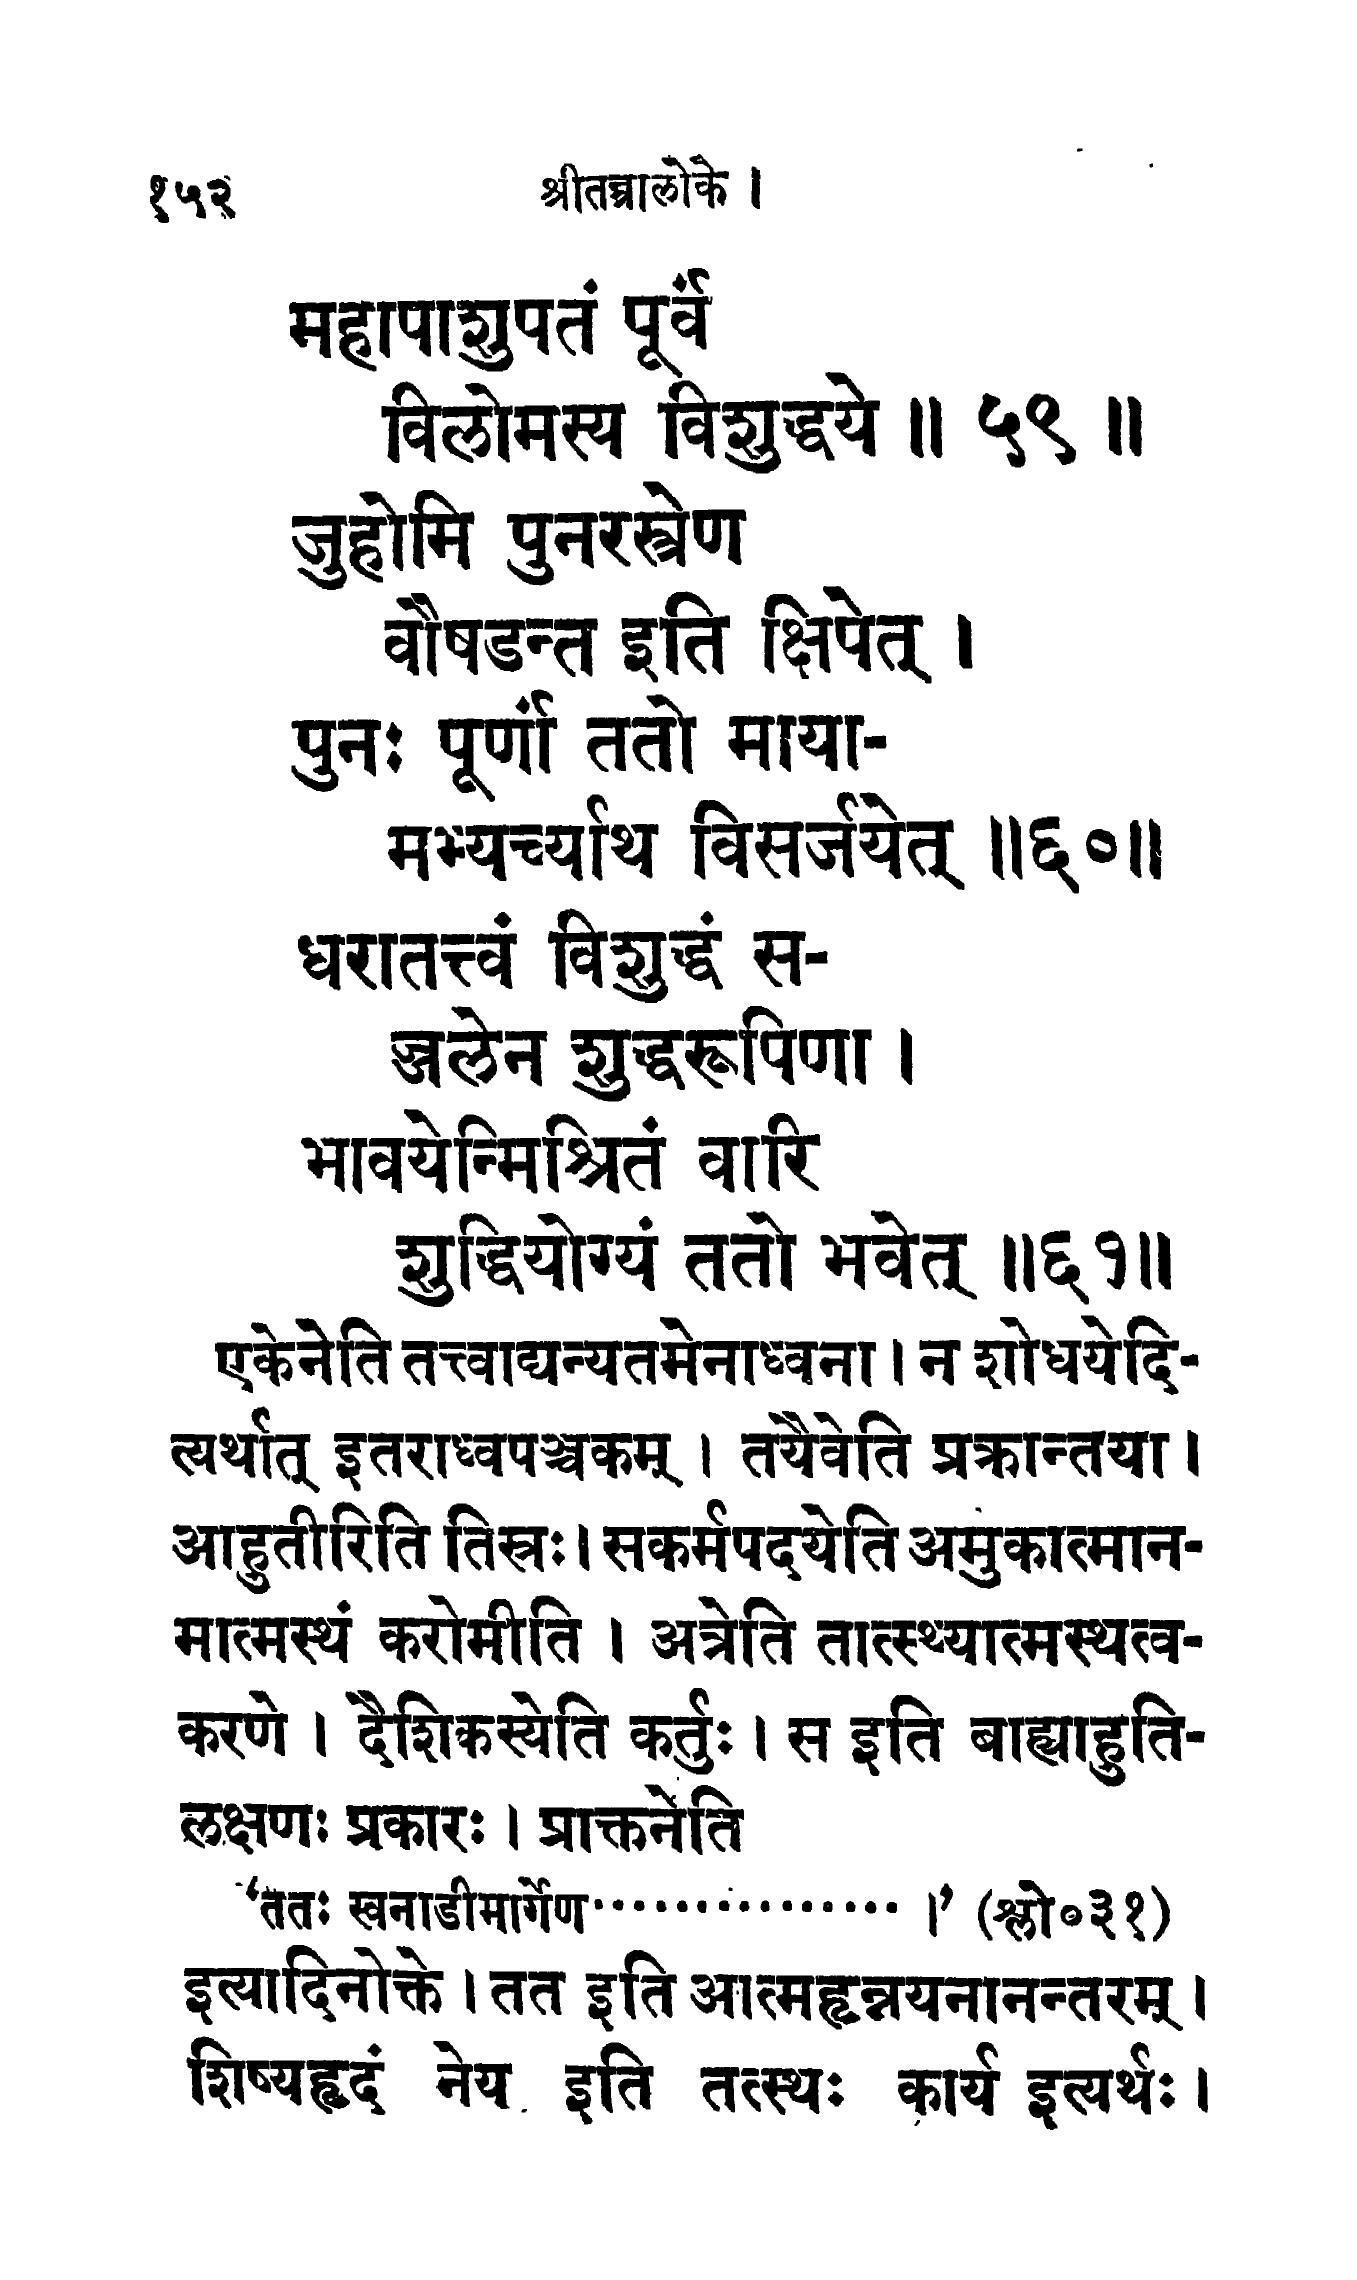 १५२ श्रीतन्त्रालोके ।
महापाशुपतं पूर्वं
विलोमस्य विशुद्धये ॥ ५९ ॥
जुहोमि पुनरस्त्रेण
वौषडन्त इति क्षिपेत् ।
पुनः पूर्णां ततो माया-
मभ्यर्च्याथ विसर्जयेत् ॥६०॥
धरातत्त्वं विशुद्धं स-
ज्जलेन शुद्धरूपिणा ।
भावयेन्मिश्रितं वारि
शुद्धियोग्यं ततो भवेत् ॥६१॥
एकेनेति तत्त्वाद्यन्यतमेनाध्वना । न शोधयेदि-
त्यर्थात् इतराध्वपञ्चकम् । तयैवेति प्रक्रान्तया ।
आहुतीरिति तिस्रः । सकर्मपदयेति अमुकात्मान-
मात्मस्थं करोमीति । अत्रेति तात्स्थ्यात्मस्थत्व-
करणे । दैशिकस्येति कर्तुः । स इति बाह्याहुति-
लक्षणः प्रकारः । प्राक्तनेति
‘ततः खनाडीमार्गेण·············· ।’ (श्लो०३१)
इत्यादिनोक्ते । तत इति आत्महृन्नयनानन्तरम् ।
शिष्यहृदं नेय इति तत्स्थः कार्य इत्यर्थः ।